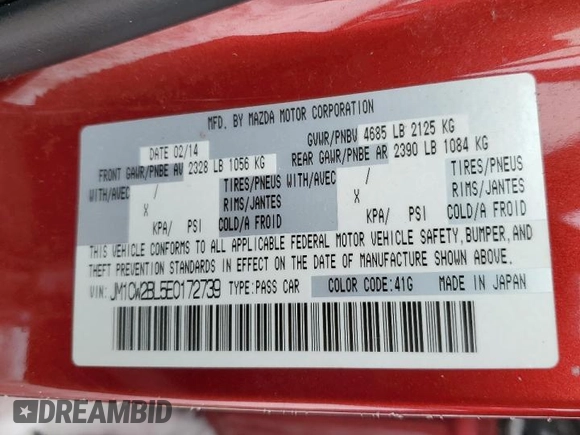 MFD. BY MAZDA MOTOR CORPORATION
DATE 02/14 GVWR/PNBV 4685 LB 2125 KG
FRONT GAWR/PNBE AV 2328 LB 1056 KG REAR GAWR/PNBE AR 2390 LB 1084 KG
WITH/AVEC / TIRES/PNEUS WITH/AVEC / TIRES/PNEUS
X RIMS/JANTES X RIMS/JANTES
KPA/ PSI COLD/A FROID KPA/ PSI COLD/A FROID
THIS VEHICLE CONFORMS TO ALL APPLICABLE FEDERAL MOTOR VEHICLE SAFETY, BUMPER, AND
THEFT PREVENTION STANDARDS IN EFFECT ON THE DATE OF MANUFACTURE SHOWN ABOVE.
VIN: JM1CW2BL5E0172739 TYPE: PASS CAR COLOR CODE: 41G MADE IN JAPAN
DREAMBID